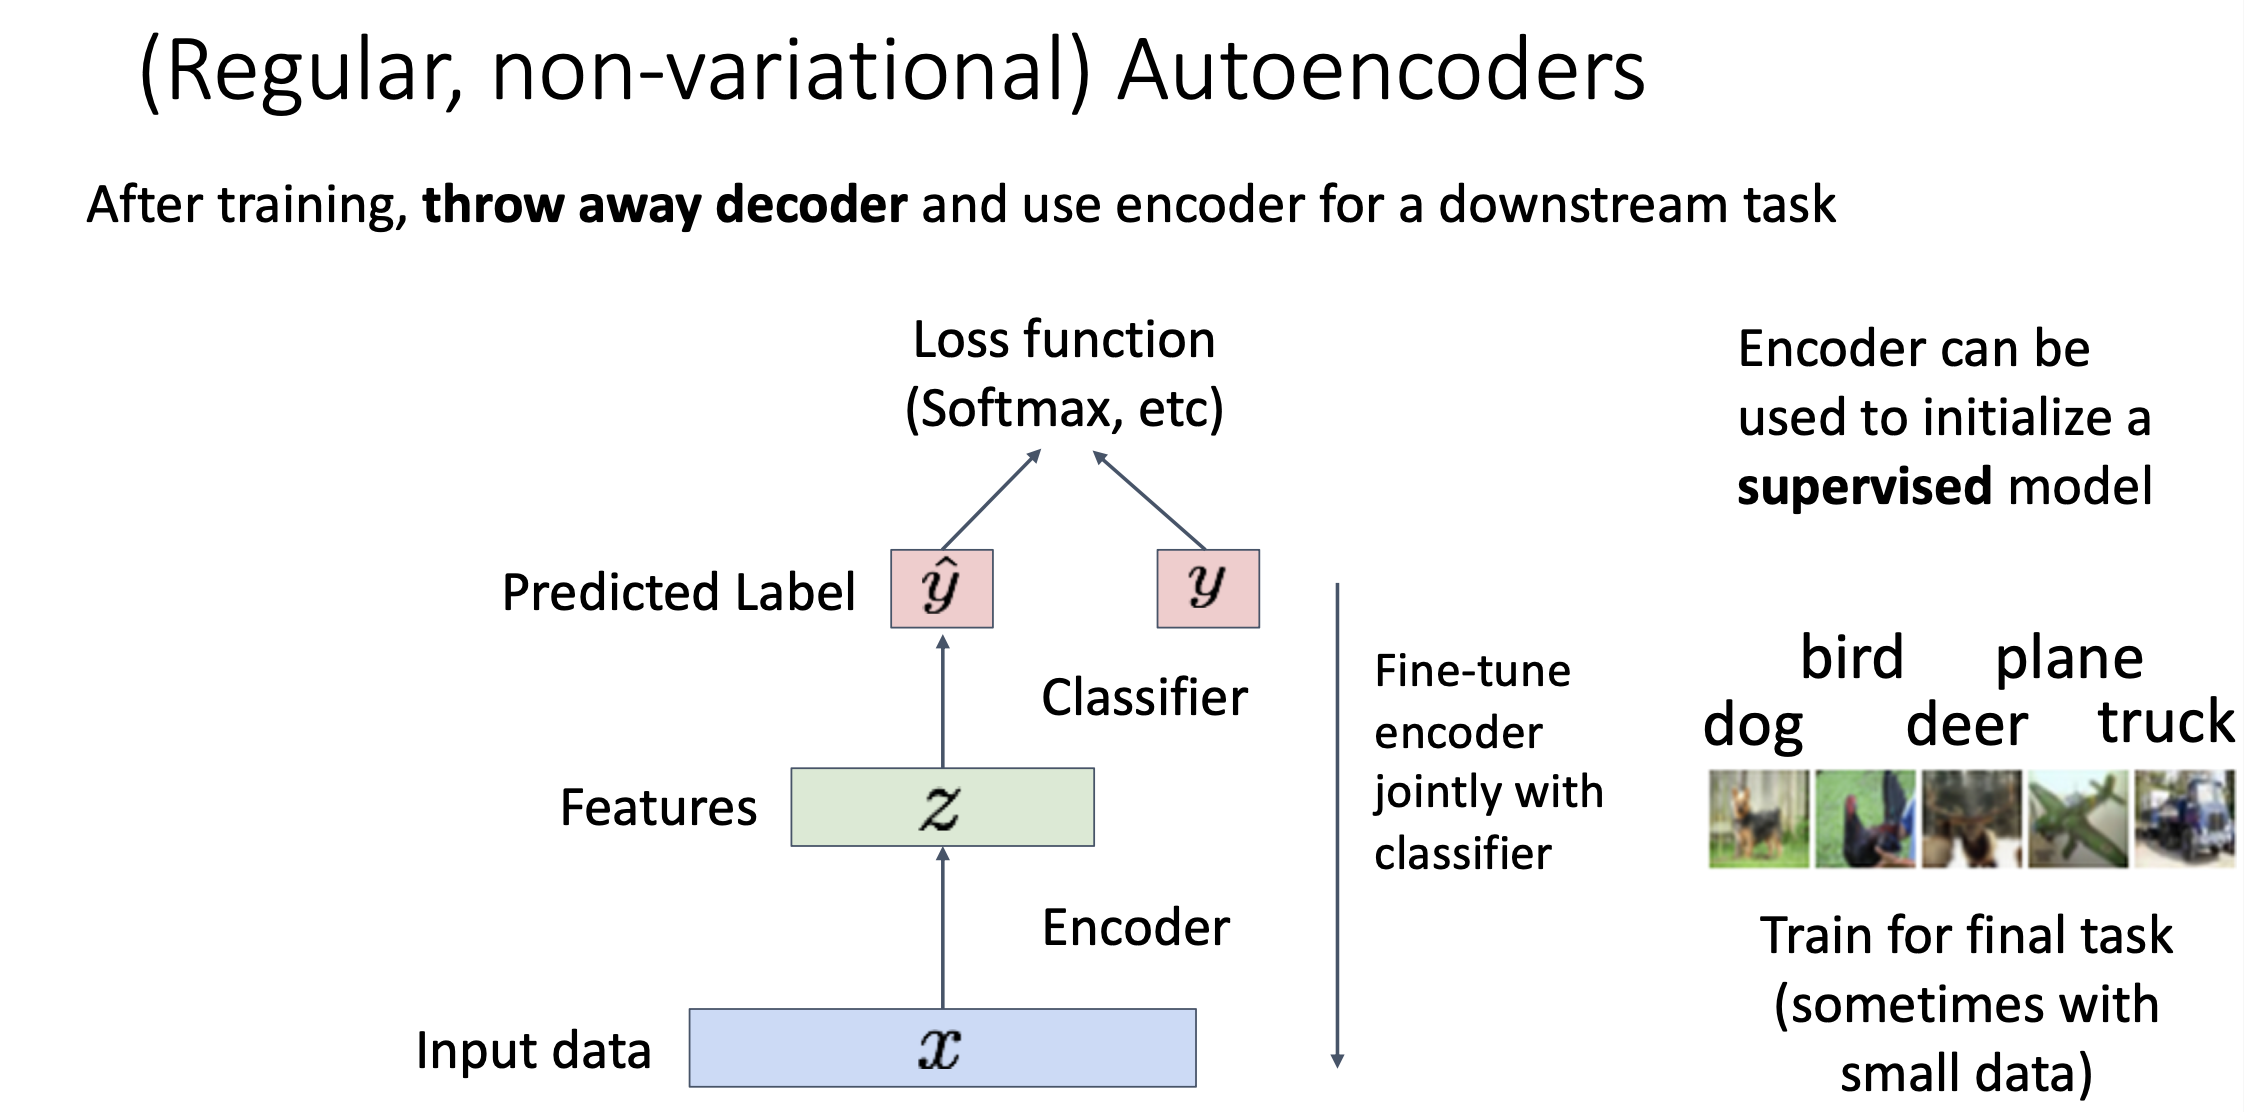 (Regular, non-variational) Autoencoders
After training, throw away decoder and use encoder for a downstream task
Loss function
(Softmax, etc)
Predicted Label
ŷ
y
Classifier
Features
z
Encoder
Input data
x
Fine-tune
encoder
jointly with
classifier
Encoder can be
used to initialize a
supervised model
bird plane
dog deer truck
Train for final task
(sometimes with
small data)